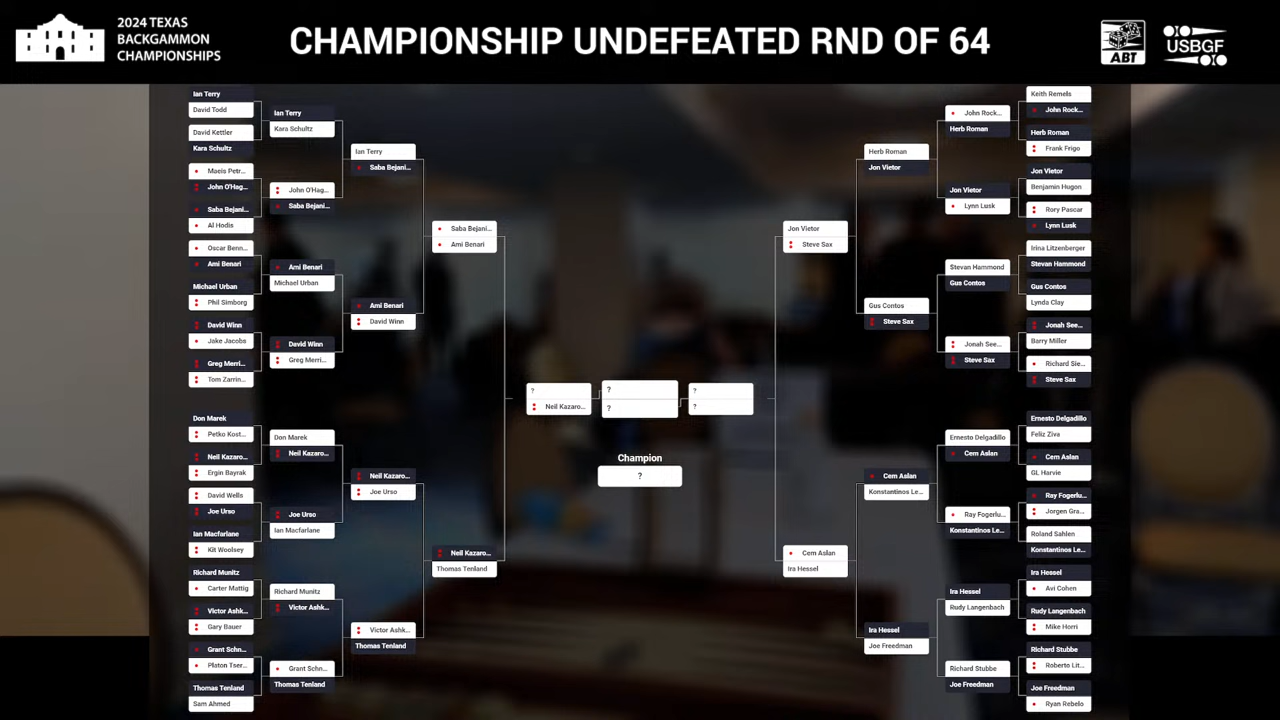 2024 TEXAS
BACKGAMMON
CHAMPIONSHIPS
CHAMPIONSHIP UNDEFEATED RND OF 64
ABT
USBGF
Ian Terry
David Todd
David Kettler
Kara Schultz
Maeis Petr...
John O'Hag...
Saba Bejani...
Al Hodis
Oscar Benn...
Ami Benari
Michael Urban
Phil Simborg
David Winn
Jake Jacobs
Greg Merri...
Tom Zarrin...
Don Marek
Petko Kost...
Neil Kazaro...
Ergin Bayrak
David Wells
Joe Urso
Ian Macfarlane
Kit Woolsey
Richard Munitz
Carter Mattig
Victor Ashk...
Gary Bauer
Grant Schn...
Platon Tser...
Thomas Tenland
Sam Ahmed
Ian Terry
Kara Schultz
John O'Hag...
Saba Bejani...
Ami Benari
Michael Urban
David Winn
Greg Merri...
Don Marek
Neil Kazaro...
Joe Urso
Ian Macfarlane
Richard Munitz
Victor Ashk...
Grant Schn...
Thomas Tenland
Ian Terry
Saba Bejani...
Ami Benari
David Winn
Neil Kazaro...
Joe Urso
Victor Ashk...
Thomas Tenland
Saba Bejani...
Ami Benari
Neil Kazaro...
Thomas Tenland
?
Neil Kazaro...
?
?
?
?
Champion
?
Jon Vietor
Steve Sax
Cem Aslan
Ira Hessel
Herb Roman
Jon Vietor
Gus Contos
Steve Sax
Cem Aslan
Konstantinos Le...
Ira Hessel
Joe Freedman
John Rock...
Herb Roman
Jon Vietor
Lynn Lusk
Stevan Hammond
Gus Contos
Jonah See...
Steve Sax
Ernesto Delgadillo
Cem Aslan
Ray Fogerlu...
Konstantinos Le...
Ira Hessel
Rudy Langenbach
Richard Stubbe
Joe Freedman
Keith Remels
John Rock...
Herb Roman
Frank Frigo
Jon Vietor
Benjamin Hugon
Rory Pascar
Lynn Lusk
Irina Litzenberger
Stevan Hammond
Gus Contos
Lynda Clay
Jonah See...
Barry Miller
Richard Sie...
Steve Sax
Ernesto Delgadillo
Feliz Ziva
Cem Aslan
GL Harvie
Ray Fogerlu...
Jorgen Gra...
Roland Sahlen
Konstantinos Le...
Ira Hessel
Avi Cohen
Rudy Langenbach
Mike Horri
Richard Stubbe
Roberto Lit...
Joe Freedman
Ryan Rebelo